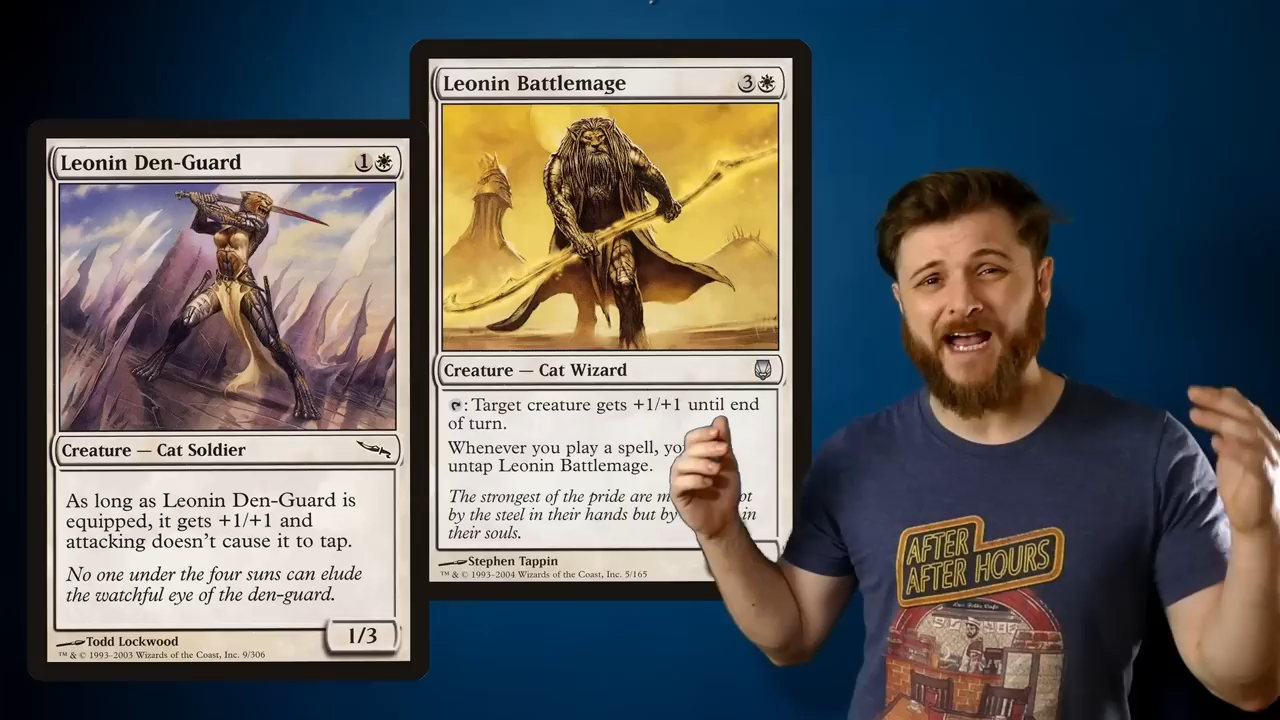 Leonin Den-Guard 1
Creature — Cat Soldier
As long as Leonin Den-Guard is
equipped, it gets +1/+1 and
attacking doesn't cause it to tap.
No one under the four suns can elude
the watchful eye of the den-guard.
Todd Lockwood
™ & © 1993-2003 Wizards of the Coast, Inc. 9/306
1/3
Leonin Battlemage 3
Creature — Cat Wizard
: Target creature gets +1/+1 until end
of turn.
Whenever you play a spell,
untap Leonin Battlemage.
The strongest of the pride are
by the steel in their hands but by in
their souls.
Stephen Tappin
™ & © 1993-2004 Wizards of the Coast, Inc. 5/165
AFTER
AFTER HOURS